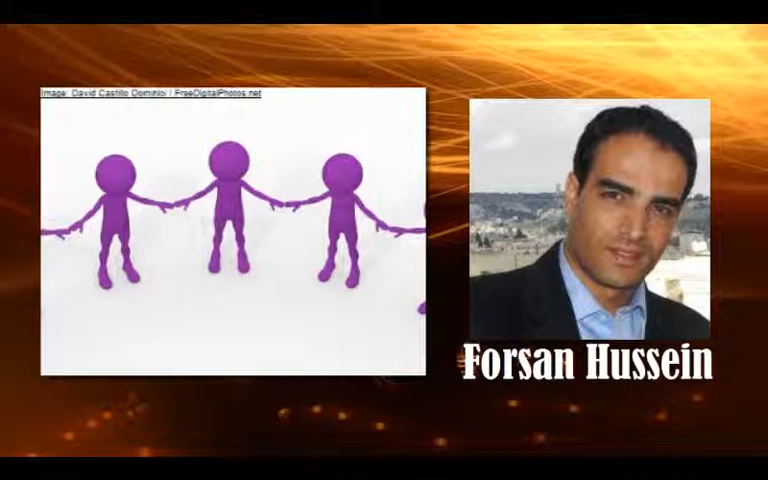 Image: David Castillo Dominici / FreeDigitalPhotos.net
Forsan Hussein